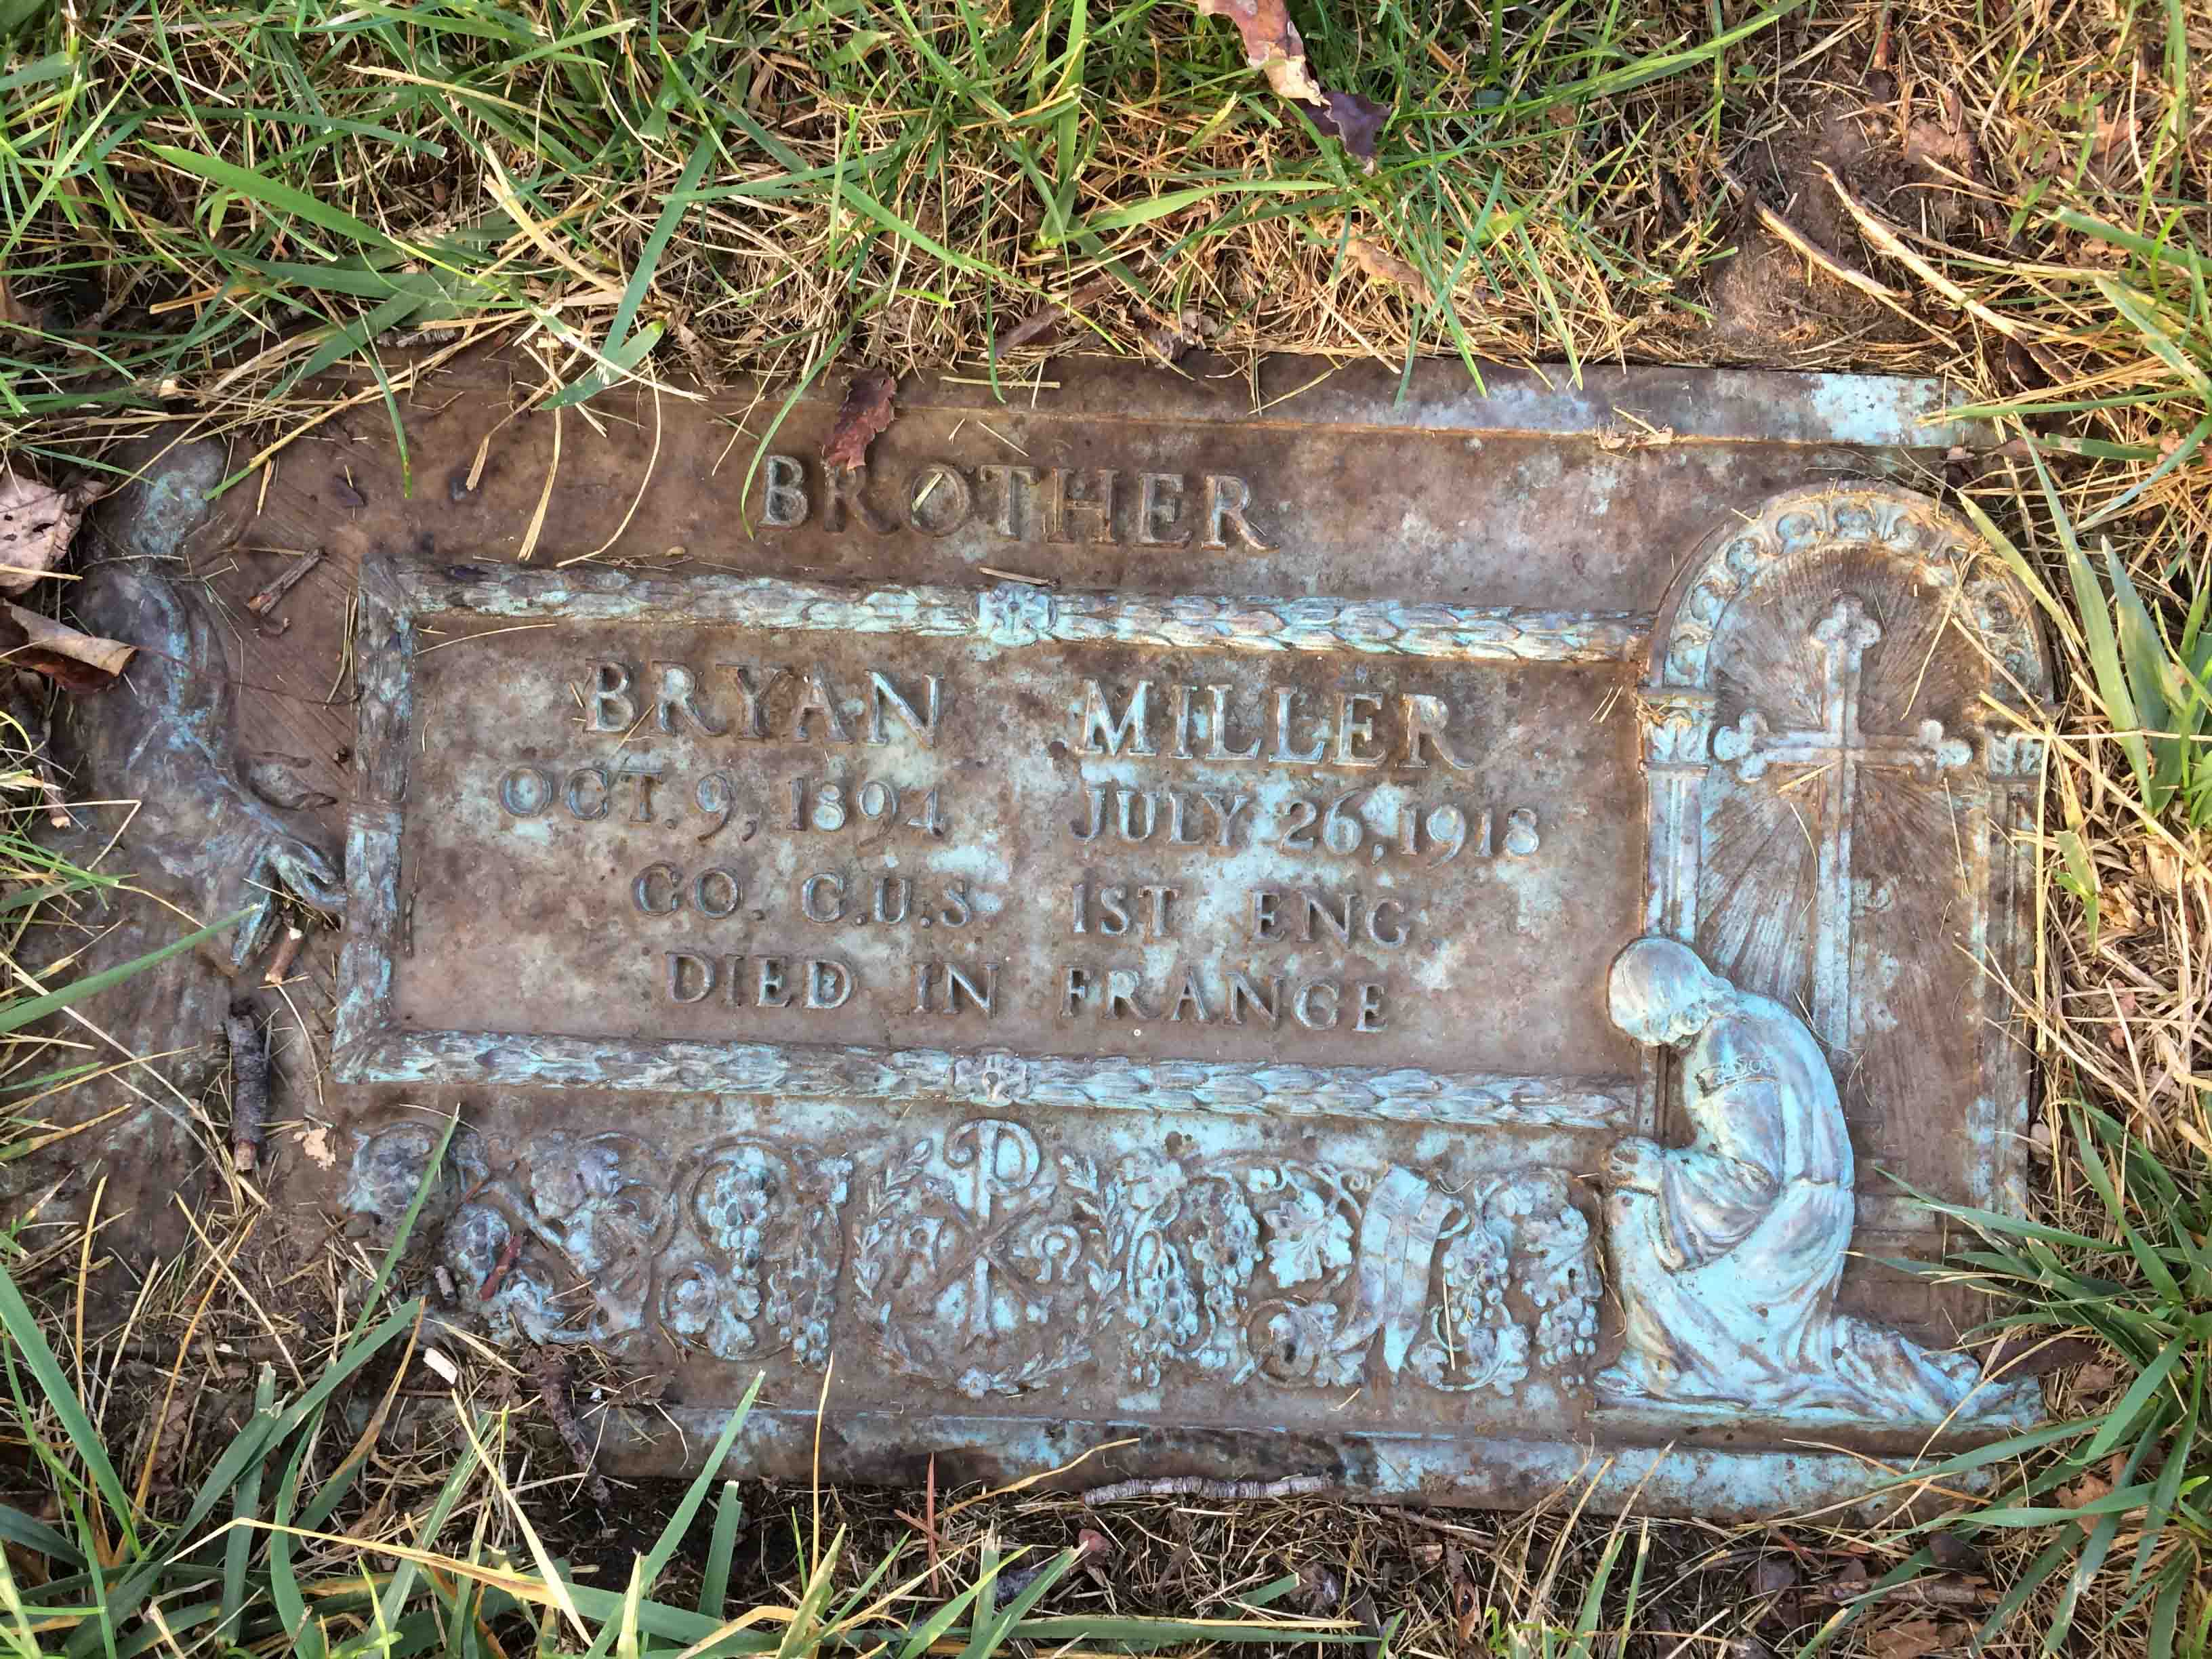 BROTHER
BRYAN MILLER
OCT. 9, 1894 JULY 26, 1918
CO. C.U.S. 1ST ENG.
DIED IN FRANCE